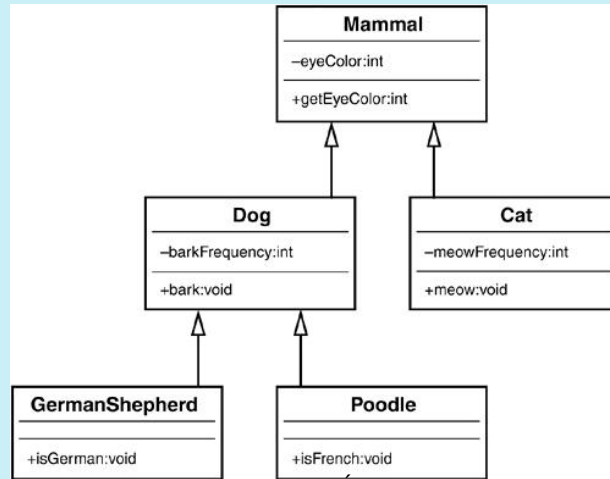 Mammal
–eyeColor:int
+getEyeColor:int
Dog
–barkFrequency:int
+bark:void
Cat
–meowFrequency:int
+meow:void
GermanShepherd
+isGerman:void
Poodle
+isFrench:void